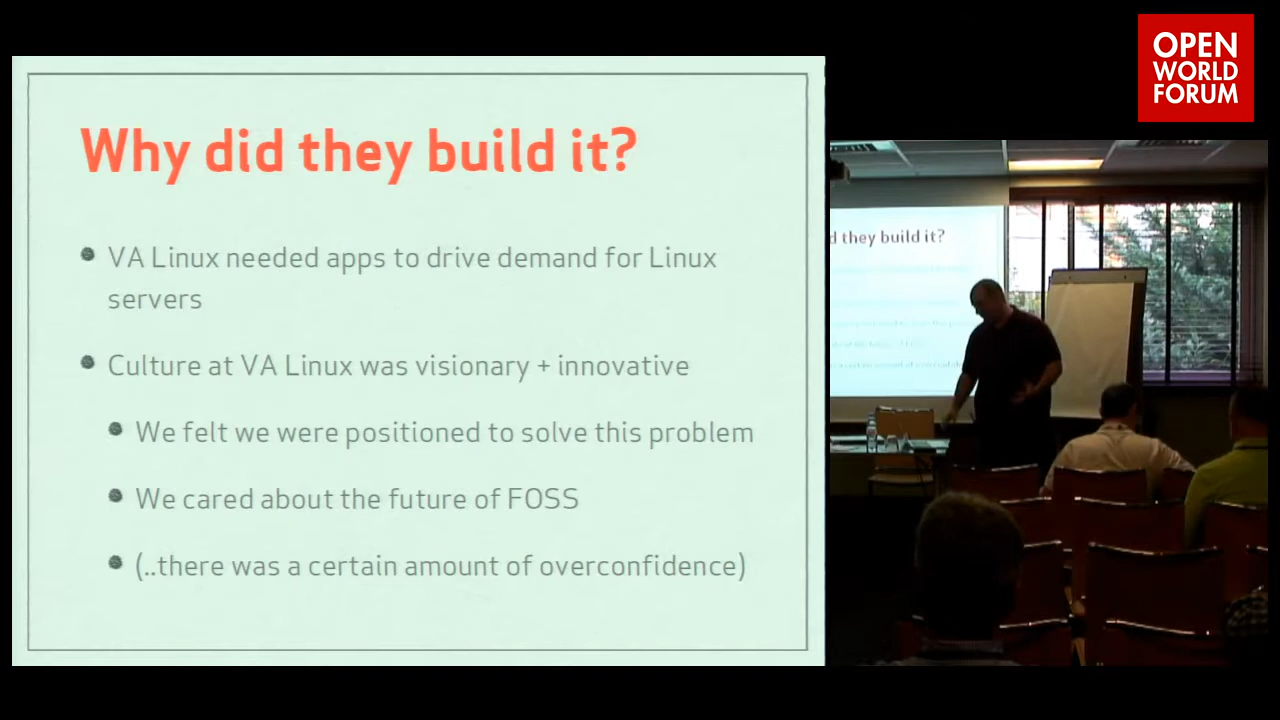 OPEN
WORLD
FORUM
Why did they build it?
VA Linux needed apps to drive demand for Linux
servers
Culture at VA Linux was visionary + innovative
We felt we were positioned to solve this problem
We cared about the future of FOSS
(..there was a certain amount of overconfidence)
d they build it?